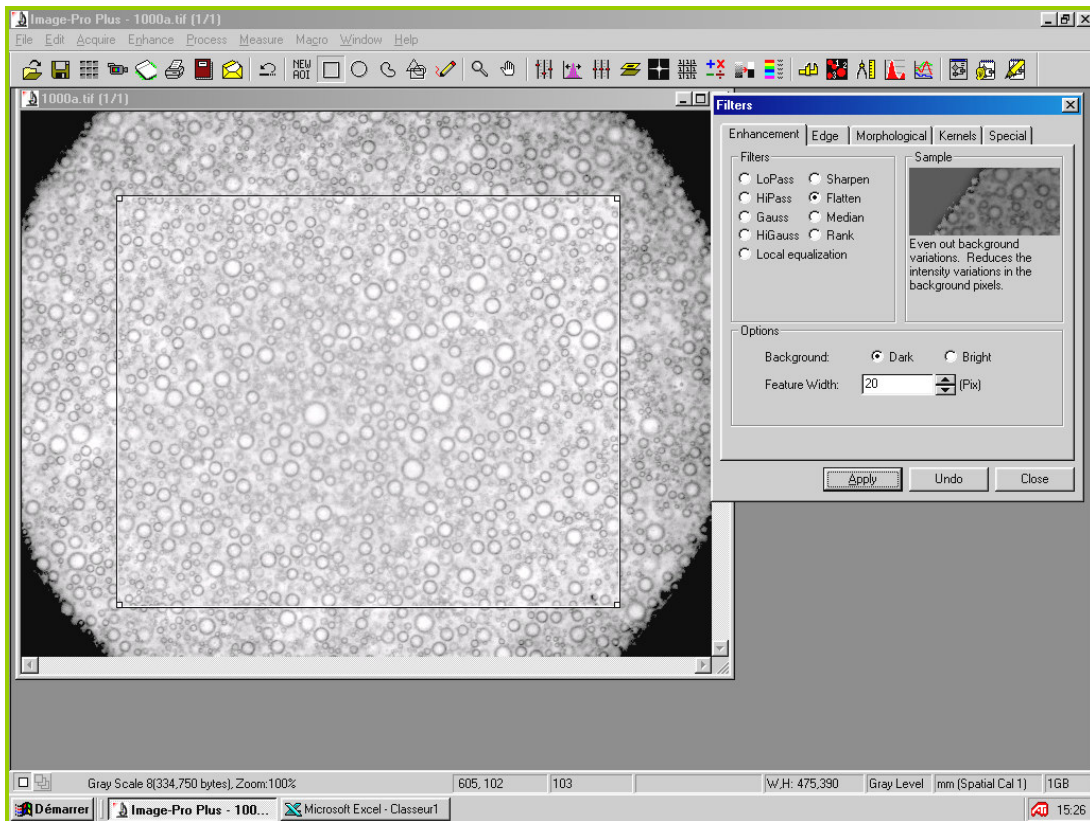 Image-Pro Plus - 1000a.tif (1/1)
File Edit Acquire Enhance Process Measure Macro Window Help
NEW AOI
1000a.tif (1/1)
Filters
Enhancement Edge Morphological Kernels Special
Filters
LoPass Sharpen
HiPass Flatten
Gauss Median
HiGauss Rank
Local equalization
Sample
Even out background
variations. Reduces the
intensity variations in the
background pixels.
Options
Background: Dark Bright
Feature Width: 20 (Pix)
Apply Undo Close
Gray Scale 8(334,750 bytes), Zoom:100% 605, 102 103 W,H: 475,390 Gray Level mm (Spatial Cal 1) 1GB
Démarrer Image-Pro Plus - 100... Microsoft Excel - Classeur1 15:26